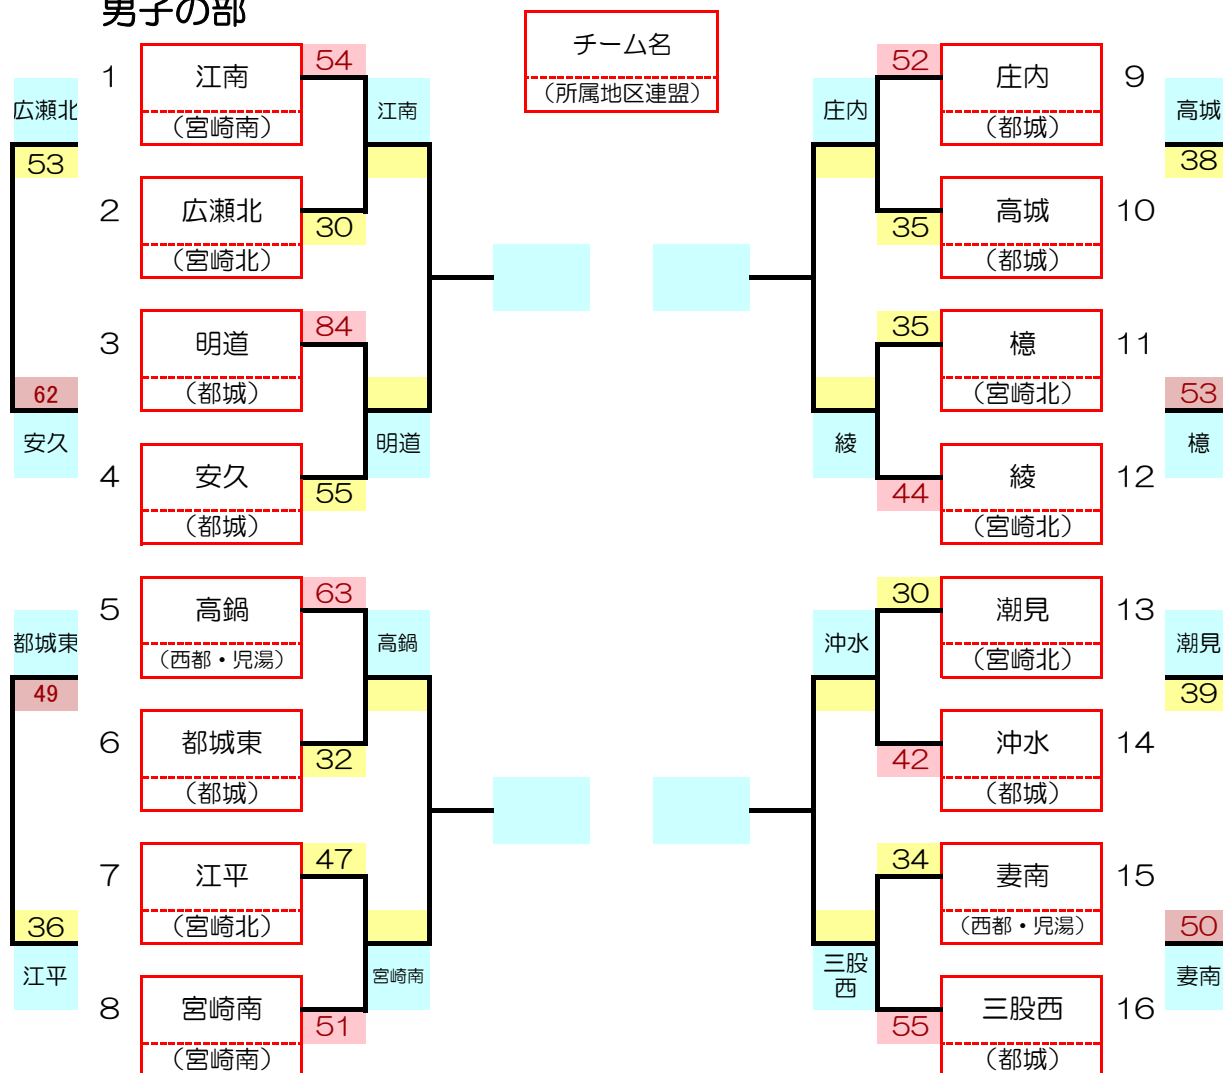 男子の部
チーム名
（所属地区連盟）
広瀬北
53
62
安久
1
江南
（宮崎南）
54
2
広瀬北
（宮崎北）
30
江南
3
明道
（都城）
84
4
安久
（都城）
55
明道
都城東
49
36
江平
5
高鍋
（西都・児湯）
63
6
都城東
（都城）
32
高鍋
7
江平
（宮崎北）
47
8
宮崎南
（宮崎南）
51
宮崎南
庄内
52
庄内
（都城）
9
35
高城
（都城）
10
高城
38
綾
35
檍
（宮崎北）
11
44
綾
（宮崎北）
12
53
檍
沖水
30
潮見
（宮崎北）
13
42
沖水
（都城）
14
潮見
39
三股
西
34
妻南
（西都・児湯）
15
55
三股西
（都城）
16
50
妻南